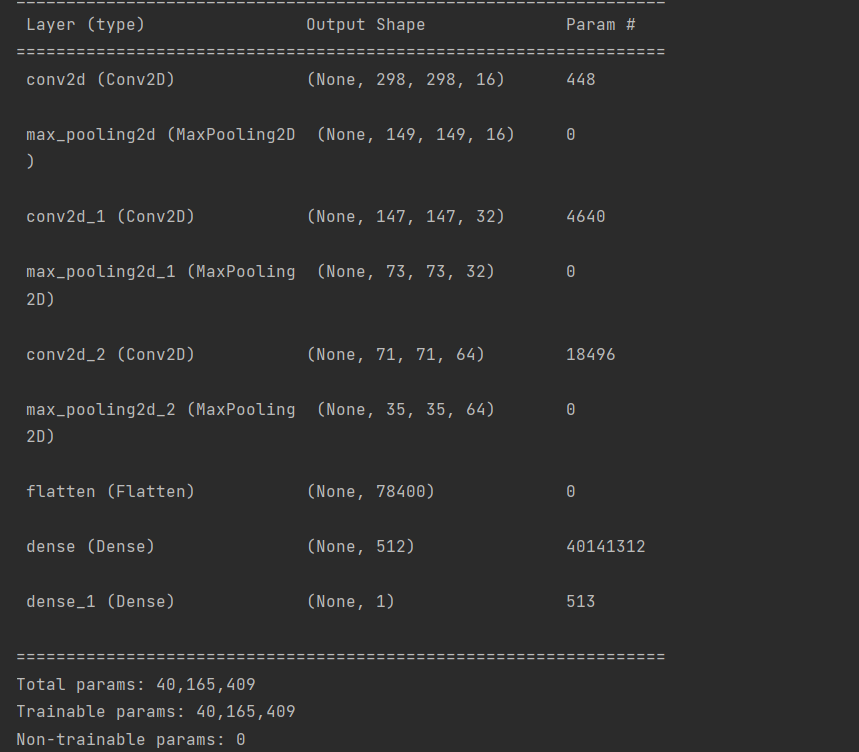 =================================================================
Layer (type)                Output Shape              Param #
=================================================================
conv2d (Conv2D)             (None, 298, 298, 16)      448
max_pooling2d (MaxPooling2D  (None, 149, 149, 16)     0
)
conv2d_1 (Conv2D)           (None, 147, 147, 32)      4640
max_pooling2d_1 (MaxPooling  (None, 73, 73, 32)       0
2D)
conv2d_2 (Conv2D)           (None, 71, 71, 64)        18496
max_pooling2d_2 (MaxPooling  (None, 35, 35, 64)       0
2D)
flatten (Flatten)           (None, 78400)             0
dense (Dense)               (None, 512)               40141312
dense_1 (Dense)             (None, 1)                 513
=================================================================
Total params: 40,165,409
Trainable params: 40,165,409
Non-trainable params: 0